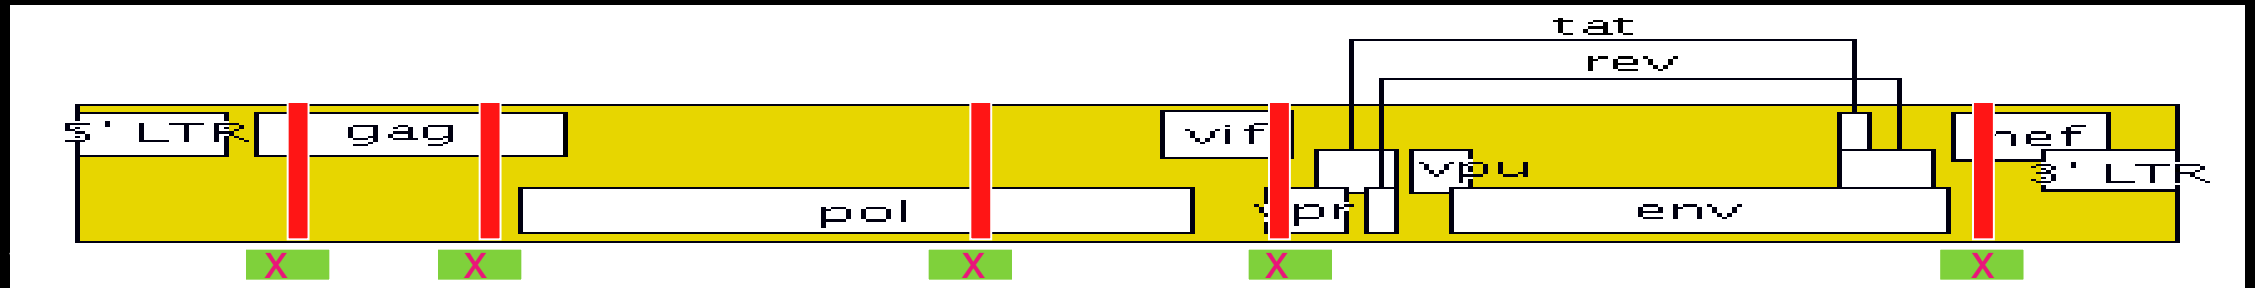 tat
rev
5' LTR gag vif nef
vpu 3' LTR
pol vpr env
X X X X X